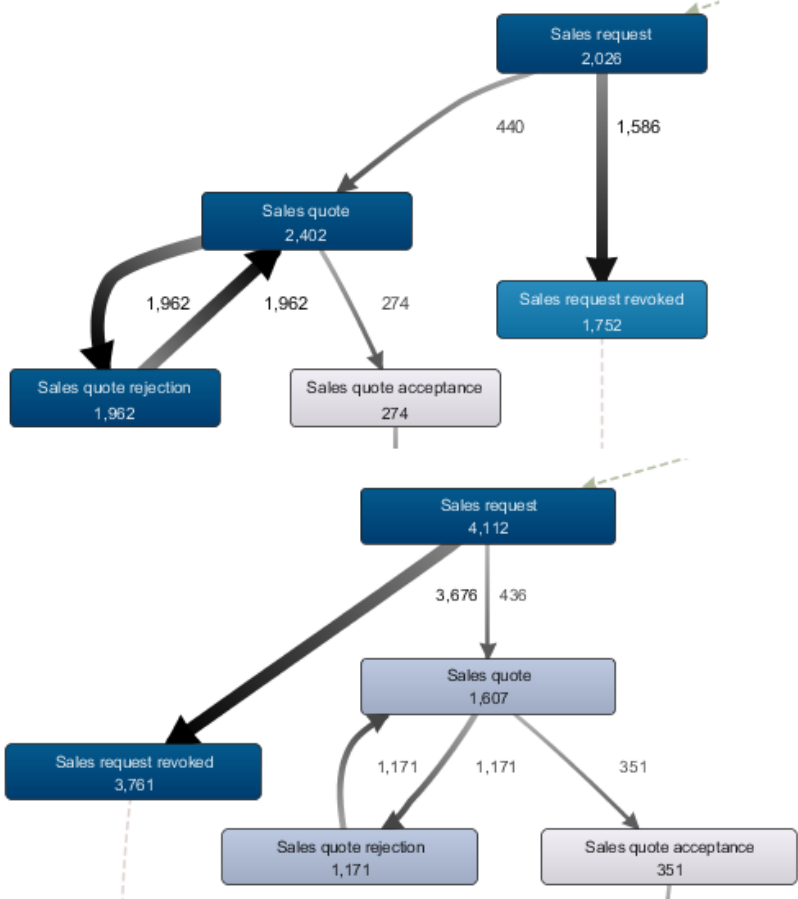 Sales request
2,026
440
1,586
Sales quote
2,402
Sales request revoked
1,752
1,962
1,962
274
Sales quote rejection
1,962
Sales quote acceptance
274
Sales request
4,112
3,676
436
Sales quote
1,607
Sales request revoked
3,761
1,171
1,171
351
Sales quote rejection
1,171
Sales quote acceptance
351